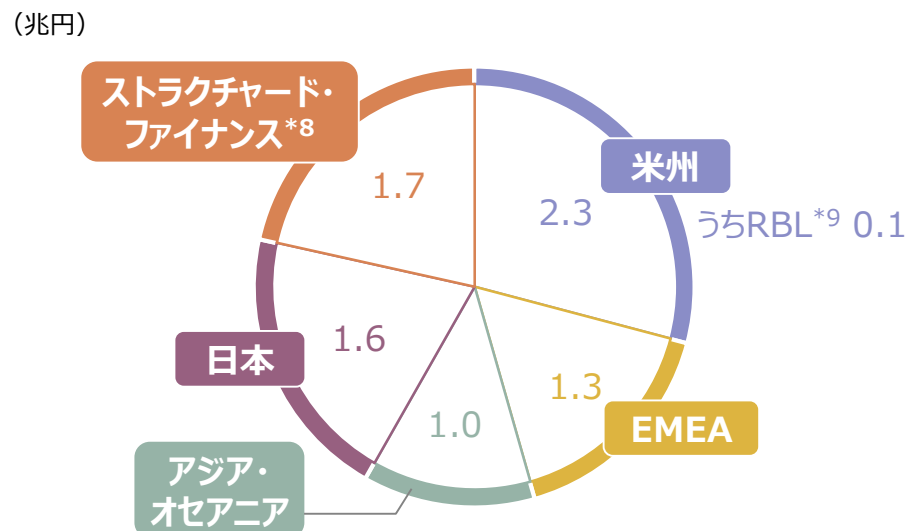 （兆円）
ストラクチャード・
ファイナンス*8
米州
1.7
2.3
うちRBL*9 0.1
日本
1.6
1.3
EMEA
1.0
アジア・
オセアニア